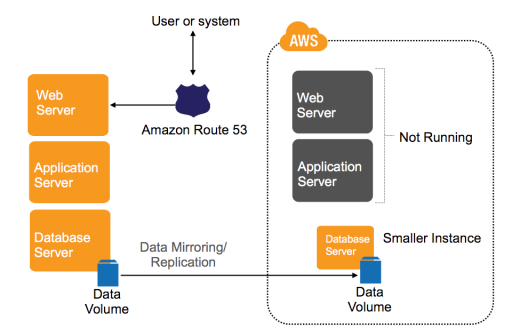 User or system
AWS
Web
Server
Amazon Route 53
Application
Server
Database
Server
Data Mirroring/
Replication
Data
Volume
Web
Server
Application
Server
Not Running
Database
Server
Smaller Instance
Data
Volume